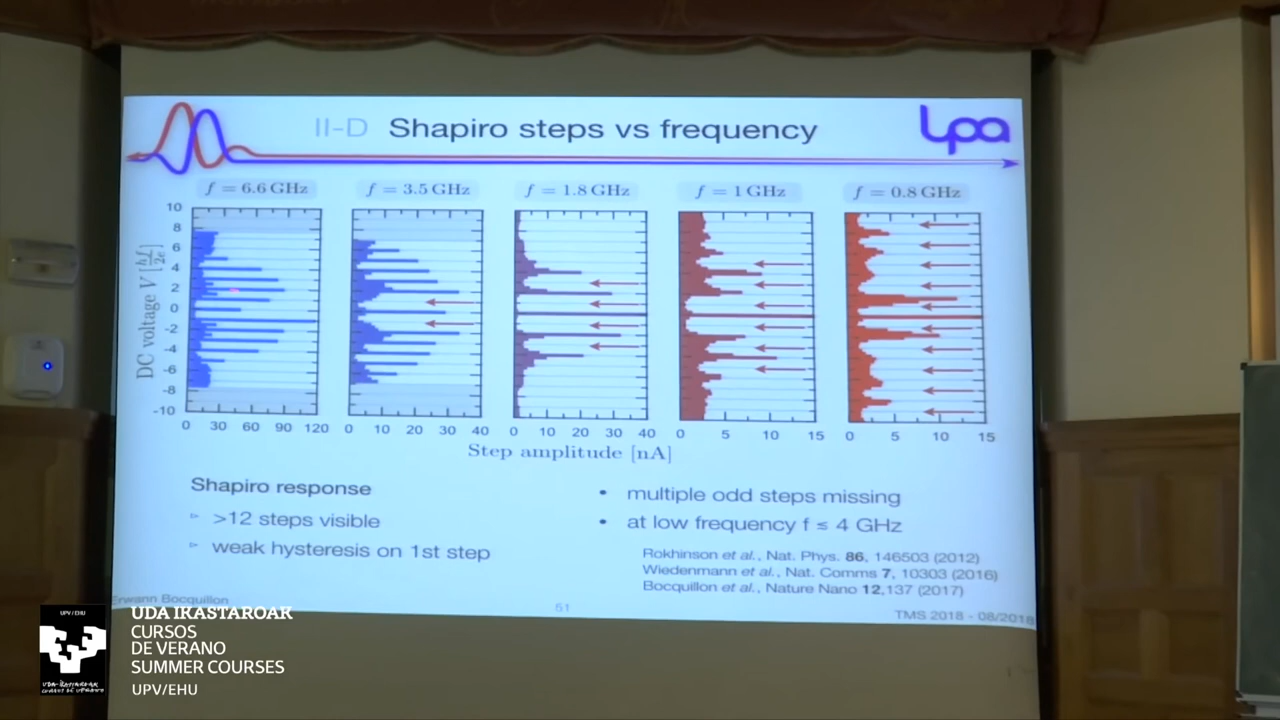 II-D Shapiro steps vs frequency
lpa
f = 6.6 GHz
f = 3.5 GHz
f = 1.8 GHz
f = 1 GHz
f = 0.8 GHz
DC voltage V [hf/2e]
10
8
6
4
2
0
-2
-4
-6
-8
-10
0 30 60 90 120
0 10 20 30 40
0 10 20 30 40
0 5 10 15
0 5 10 15
Step amplitude [nA]
Shapiro response
>12 steps visible
weak hysteresis on 1st step
• multiple odd steps missing
• at low frequency f ≤ 4 GHz
Rokhinson et al., Nat. Phys. 86, 146503 (2012)
Wiedenmann et al., Nat. Comms 7, 10303 (2016)
Bocquillon et al., Nature Nano 12,137 (2017)
Erwann Bocquillon
51
TMS 2018 - 08/2018
UPV/EHU
UDA IKASTAROAK
CURSOS
DE VERANO
SUMMER COURSES
UPV/EHU